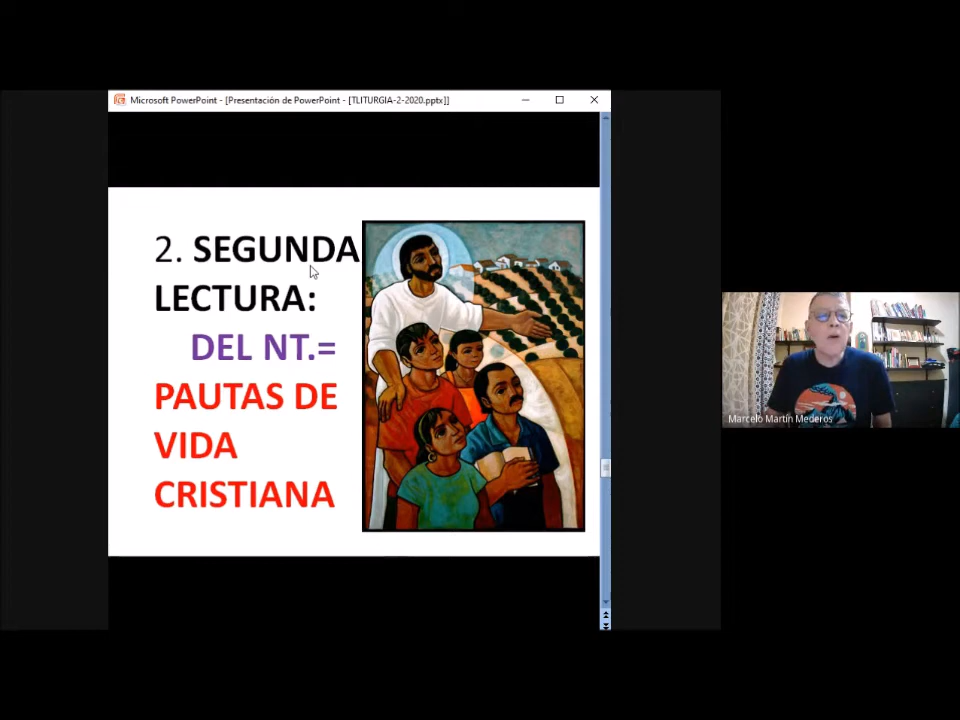 Microsoft PowerPoint - [Presentación de PowerPoint - [TLITURGIA-2-2020.pptx]]
2. SEGUNDA
LECTURA:
DEL NT.=
PAUTAS DE
VIDA
CRISTIANA
Marcelo Martín Mederos